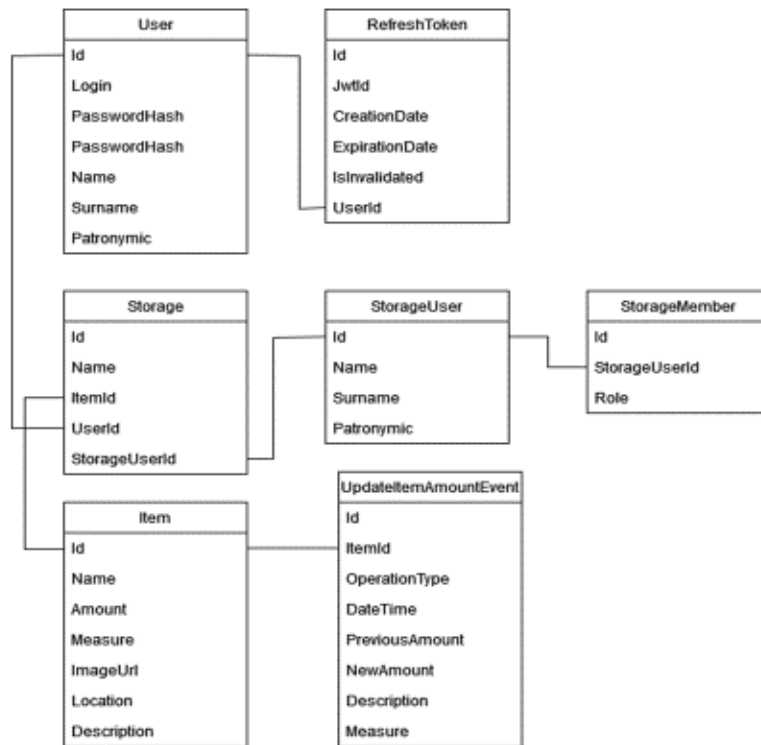 User
Id
Login
PasswordHash
PasswordHash
Name
Surname
Patronymic
RefreshToken
Id
JwtId
CreationDate
ExpirationDate
IsInvalidated
UserId
Storage
Id
Name
ItemId
UserId
StorageUserId
StorageUser
Id
Name
Surname
Patronymic
StorageMember
Id
StorageUserId
Role
Item
Id
Name
Amount
Measure
ImageUrl
Location
Description
UpdateItemAmountEvent
Id
ItemId
OperationType
DateTime
PreviousAmount
NewAmount
Description
Measure